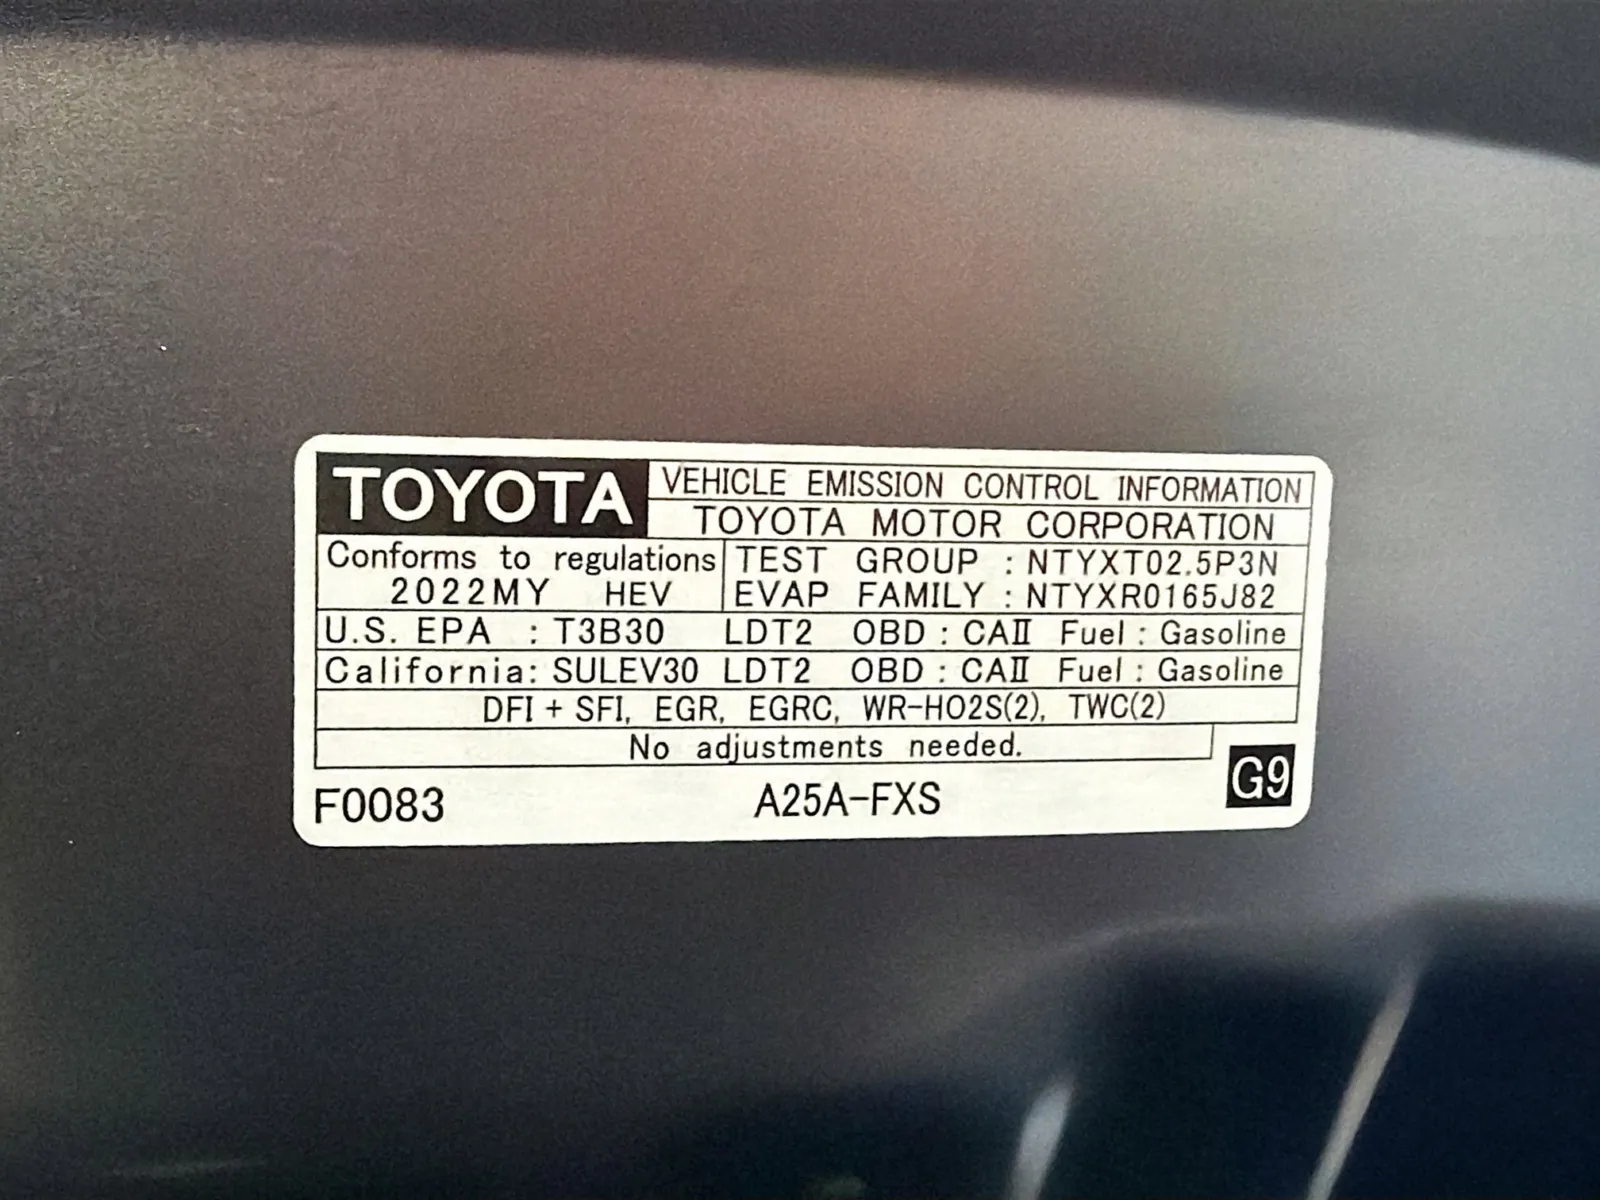 TOYOTA VEHICLE EMISSION CONTROL INFORMATION
TOYOTA MOTOR CORPORATION
Conforms to regulations TEST GROUP : NTYXT02.5P3N
2022MY HEV EVAP FAMILY : NTYXR0165J82
U.S. EPA : T3B30 LDT2 OBD : CAII Fuel : Gasoline
California: SULEV30 LDT2 OBD : CAII Fuel : Gasoline
DFI + SFI, EGR, EGRC, WR-HO2S(2), TWC(2)
No adjustments needed.
F0083 A25A-FXS G9